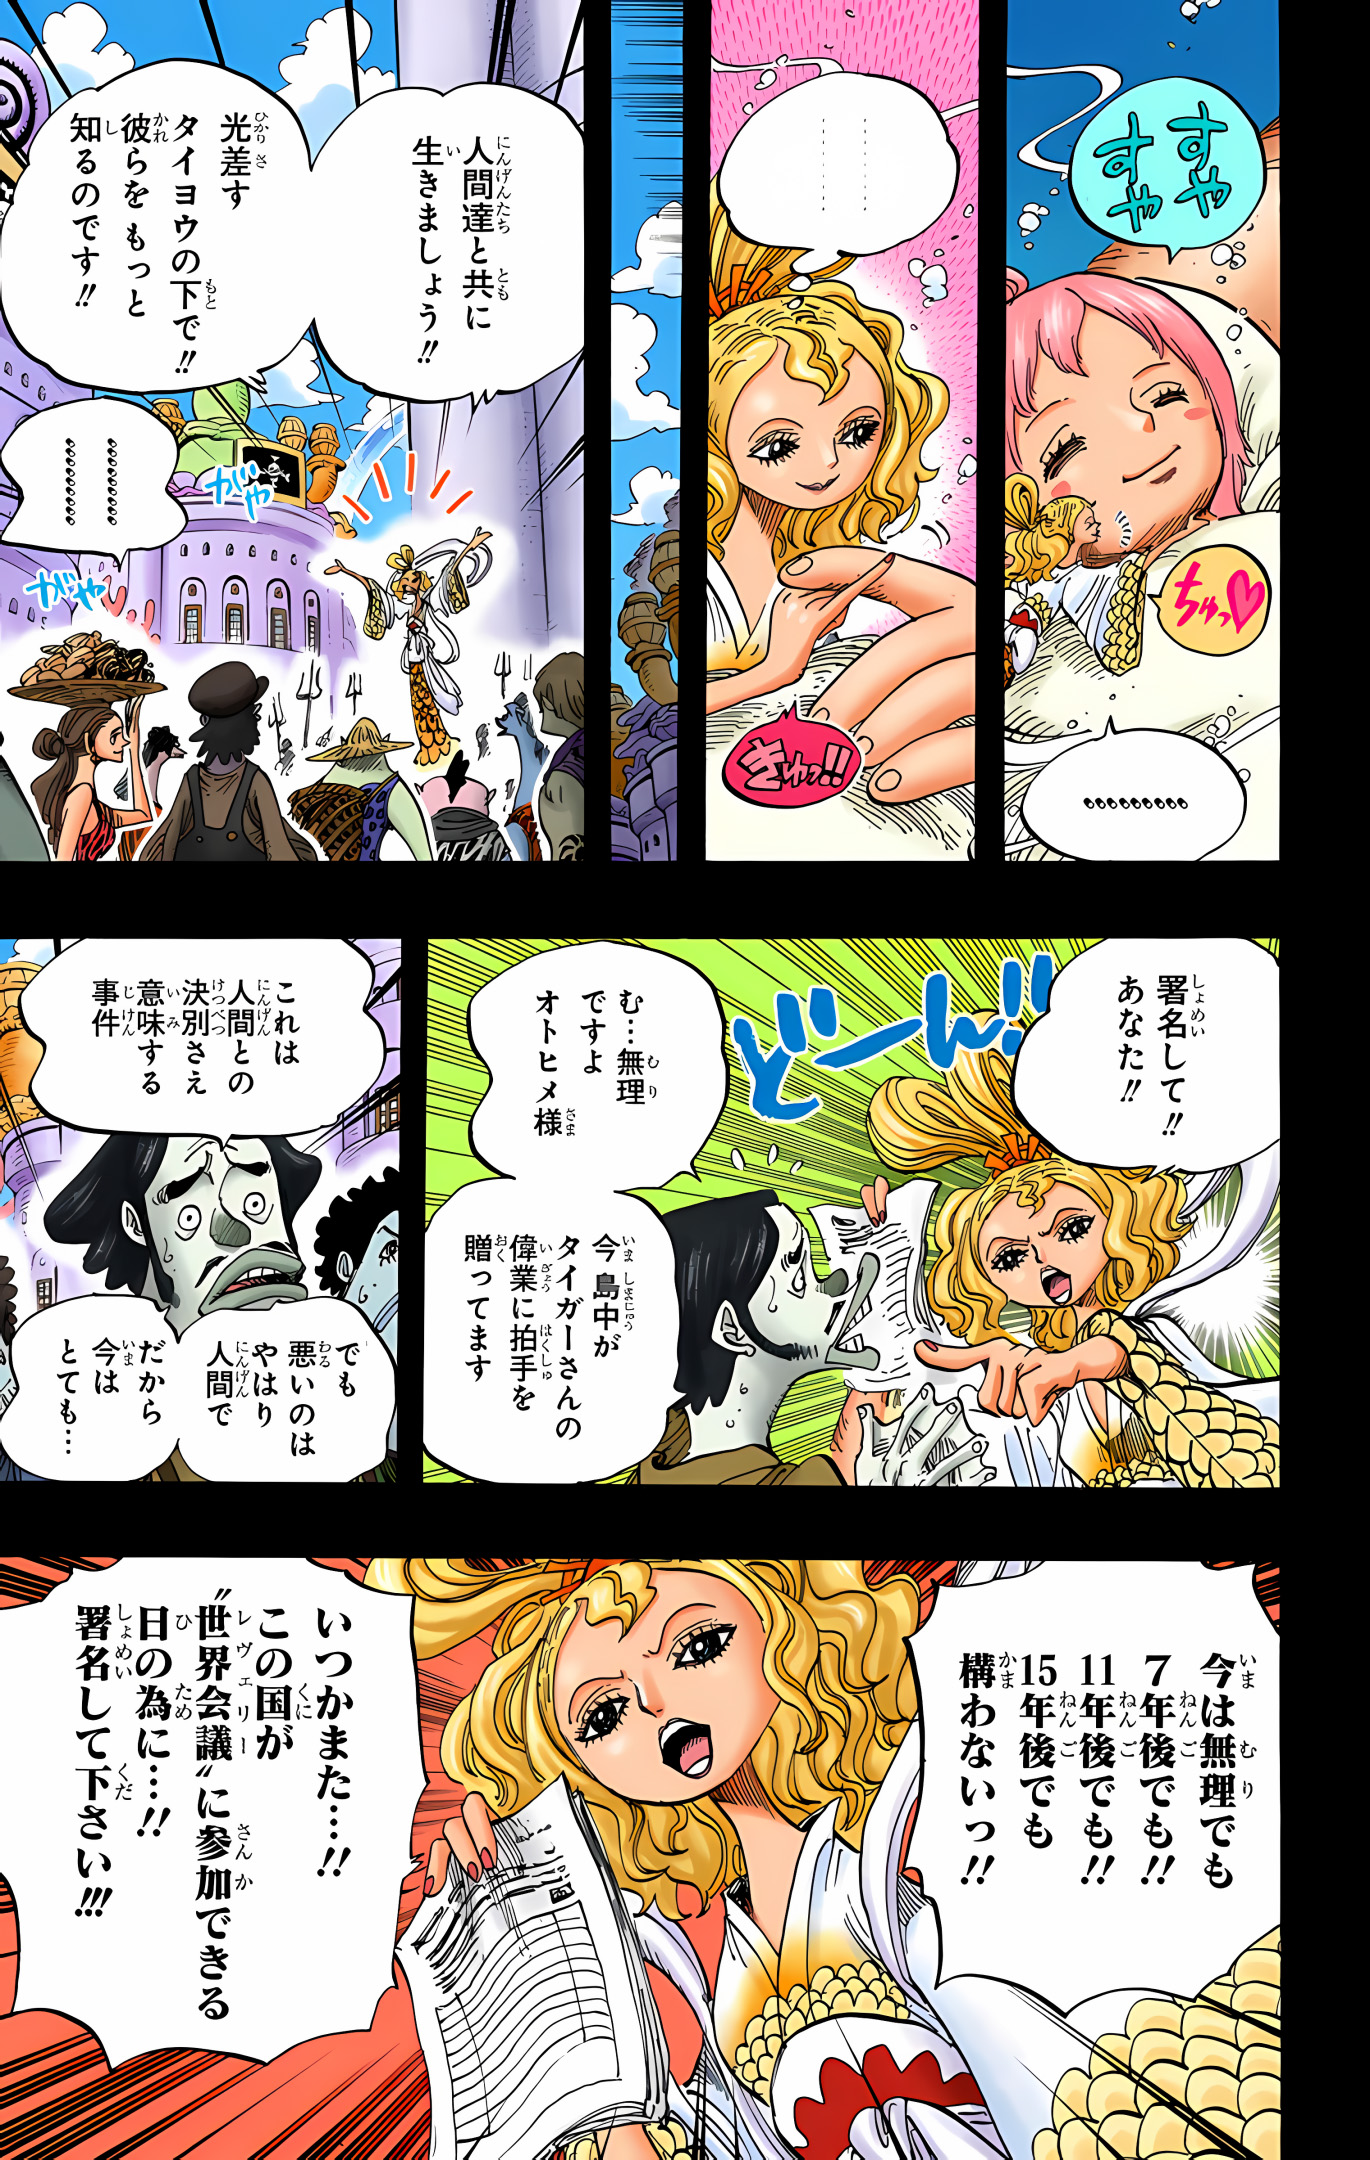 すや
すや
ちゅっ♡
………
きゅっ!!
人間達と共に
生きましょう!!
光差す
タイヨウの下で!!
彼らをもっと
知るのです!!
………
………
がや
がや
署名して!!
あなた!!
どーん!!
む…無理
ですよ
オトヒメ様
今島中が
タイガーさんの
偉業に拍手を
贈ってます
これは
人間との
決別さえ
意味する
事件
でも
悪いのは
やはり
人間で
だから
今は
とても…
今は無理でも
7年後でも!!
11年後でも!!
15年後でも
構わないっ!!
いつかまた…!!
この国が
〝世界会議〟に参加できる
日の為に…!!
署名して下さい!!!